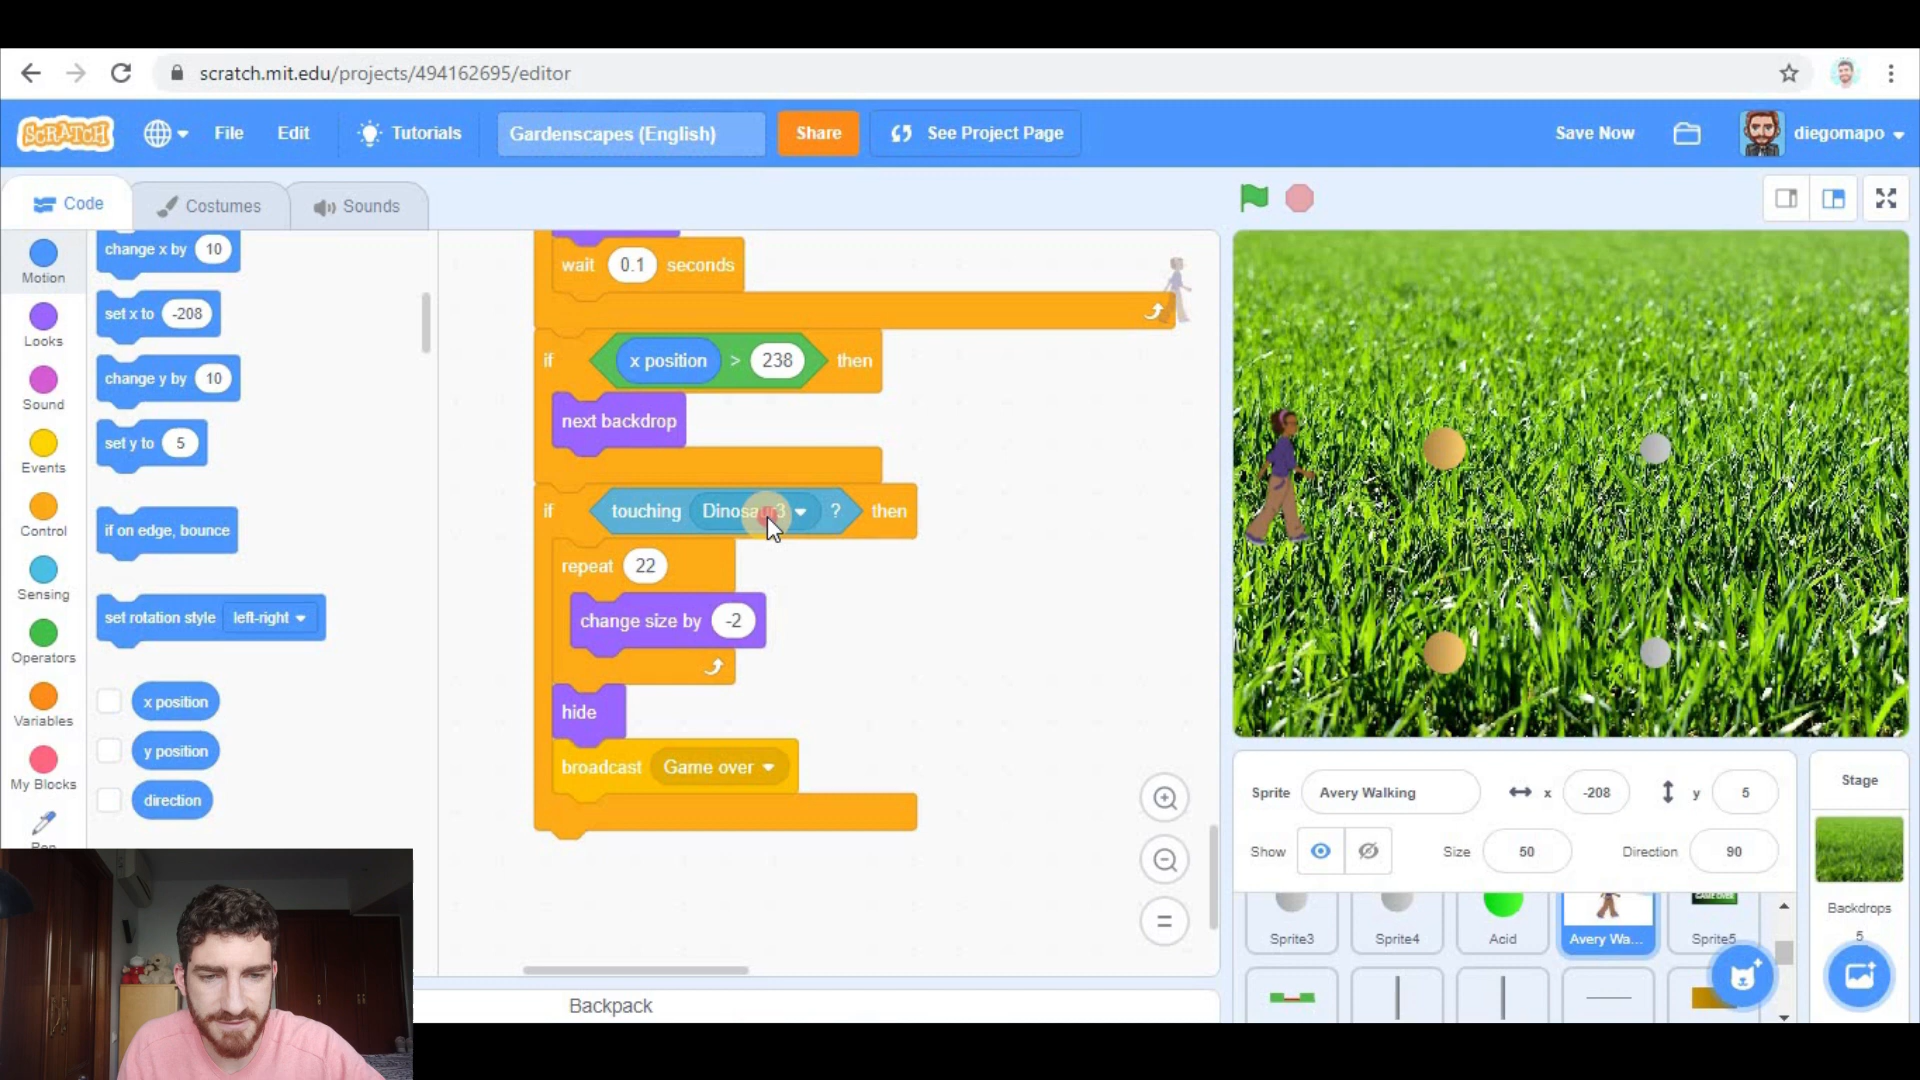 scratch.mit.edu/projects/494162695/editor
SCRATCH
File
Edit
Tutorials
Gardenscapes (English)
Share
See Project Page
Save Now
diegomapo
Code
Costumes
Sounds
Motion
Looks
Sound
Events
Control
Sensing
Operators
Variables
My Blocks
change x by 10
set x to -208
change y by 10
set y to 5
if on edge, bounce
set rotation style left-right
x position
y position
direction
wait 0.1 seconds
if x position > 238 then
next backdrop
if touching Dinosaur3 ? then
repeat 22
change size by -2
hide
broadcast Game over
Backpack
Sprite Avery Walking x -208 y 5
Show Size 50 Direction 90
Sprite3
Sprite4
Acid
Avery Wa...
Sprite5
Stage
Backdrops
5